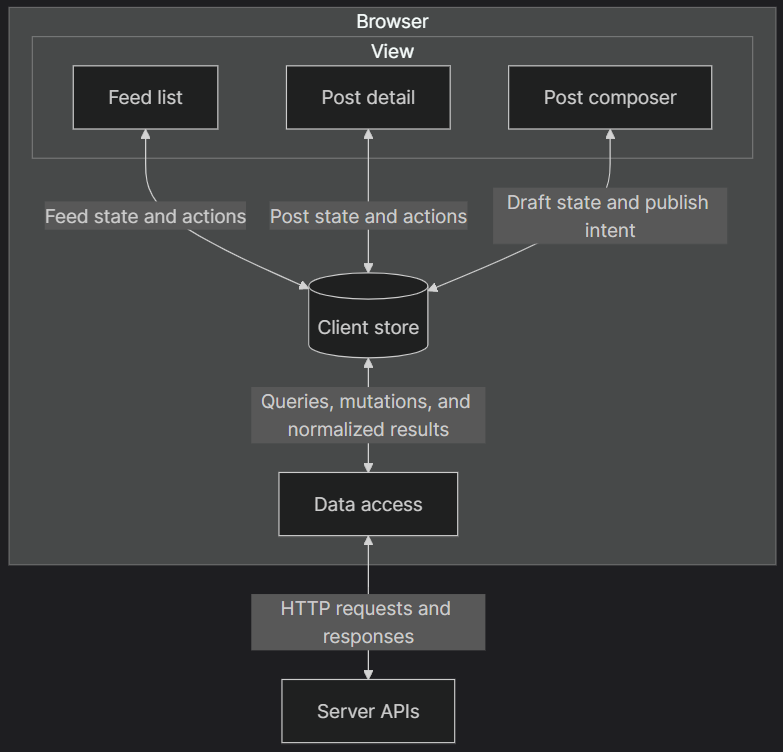 Browser
View
Feed list
Post detail
Post composer
Feed state and actions
Post state and actions
Draft state and publish
intent
Client store
Queries, mutations, and
normalized results
Data access
HTTP requests and
responses
Server APIs